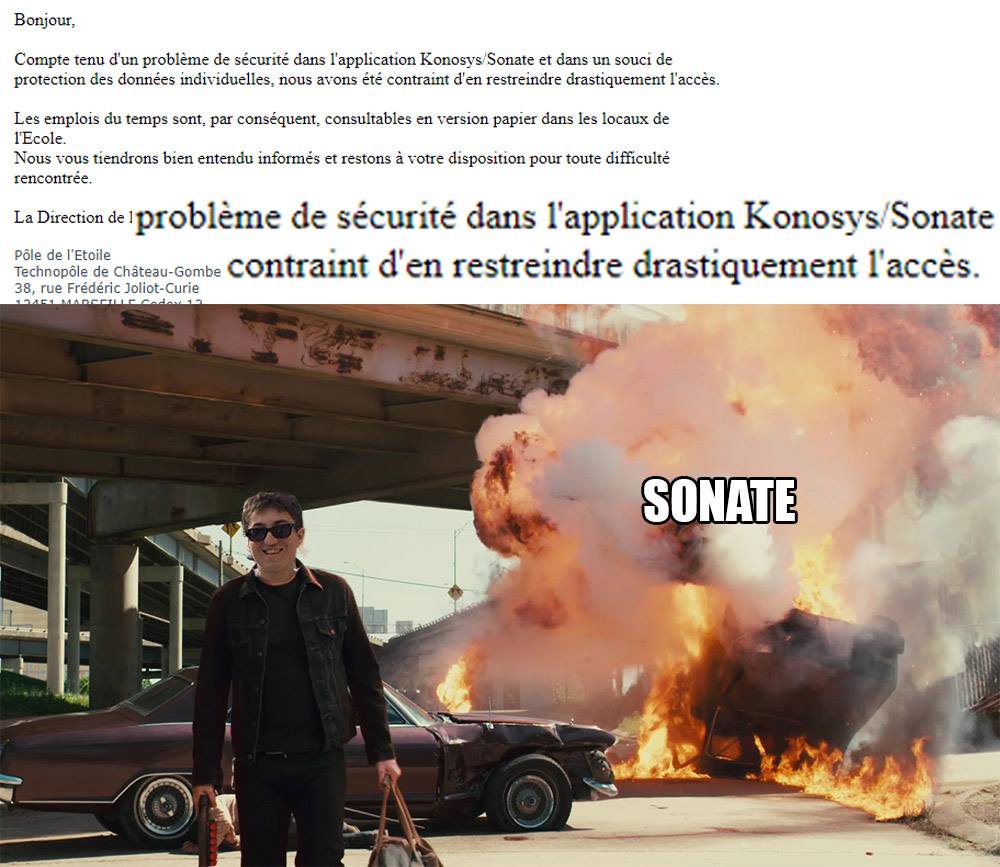 Bonjour,
Compte tenu d'un problème de sécurité dans l'application Konosys/Sonate et dans un souci de
protection des données individuelles, nous avons été contraint d'en restreindre drastiquement l'accès.
Les emplois du temps sont, par conséquent, consultables en version papier dans les locaux de
l'Ecole.
Nous vous tiendrons bien entendu informés et restons à votre disposition pour toute difficulté
rencontrée.
La Direction de l
problème de sécurité dans l'application Konosys/Sonate
contraint d'en restreindre drastiquement l'accès.
Pôle de l'Etoile
Technopôle de Château-Gombe
38, rue Frédéric Joliot-Curie
13451 MARSEILLE Cedex 13
SONATE